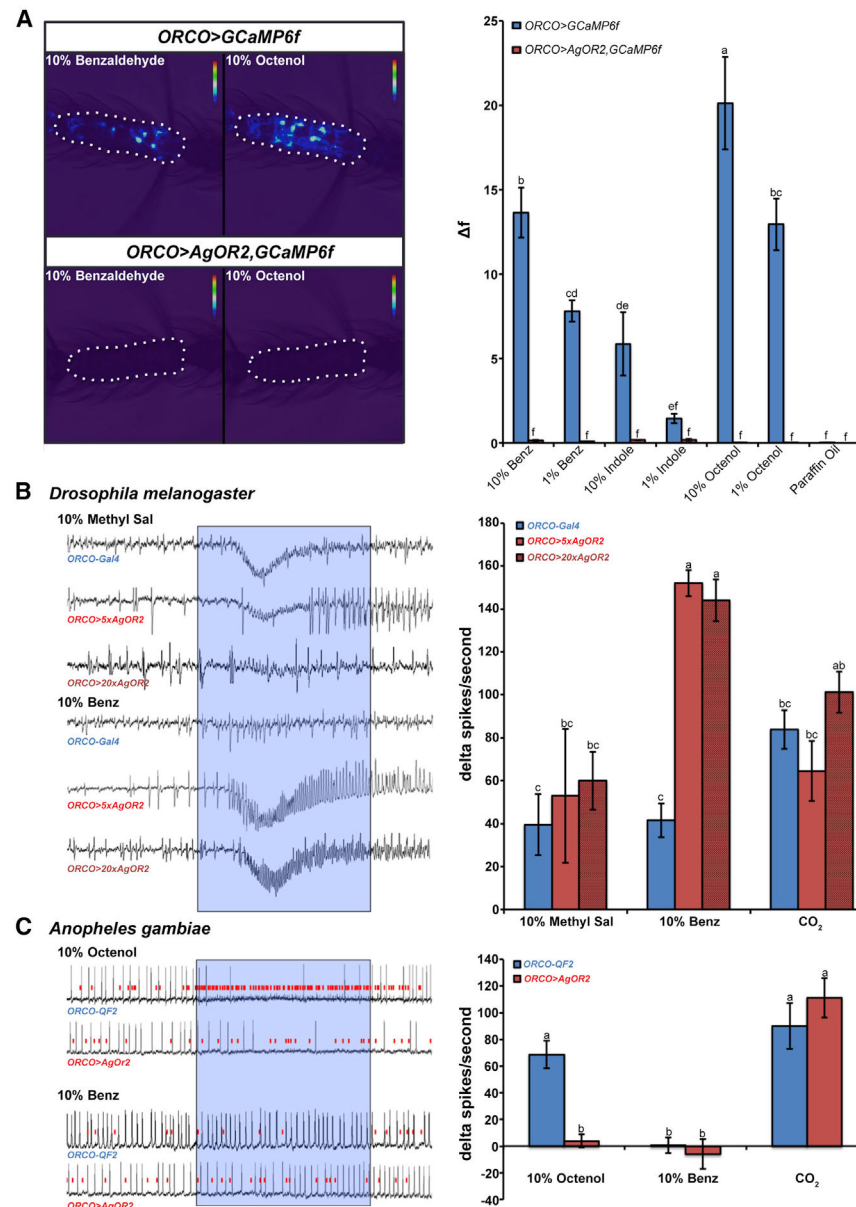 A
ORCO>GCaMP6f
10% Benzaldehyde 10% Octenol
ORCO>AgOR2,GCaMP6f
10% Benzaldehyde 10% Octenol
ORCO>GCaMP6f
ORCO>AgOR2,GCaMP6f
25
20
15
10
5
0
Δf
b
f
cd
f
de
f
ef
f
a
f
bc
f
f
f
10% Benz
1% Benz
10% Indole
1% Indole
10% Octenol
1% Octenol
Paraffin Oil
B Drosophila melanogaster
10% Methyl Sal
ORCO-Gal4
ORCO>5xAgOR2
ORCO>20xAgOR2
10% Benz
ORCO-Gal4
ORCO>5xAgOR2
ORCO>20xAgOR2
ORCO-Gal4
ORCO>5xAgOR2
ORCO>20xAgOR2
180
160
140
120
100
80
60
40
20
0
delta spikes/second
c
bc
bc
c
a
a
bc
bc
ab
10% Methyl Sal 10% Benz CO2
C Anopheles gambiae
10% Octenol
ORCO-QF2
ORCO>AgOr2
10% Benz
ORCO-QF2
ORCO>AgOR2
ORCO-QF2
ORCO>AgOR2
140
120
100
80
60
40
20
0
-20
-40
delta spikes/second
a
b
b
b
a
a
10% Octenol 10% Benz CO2